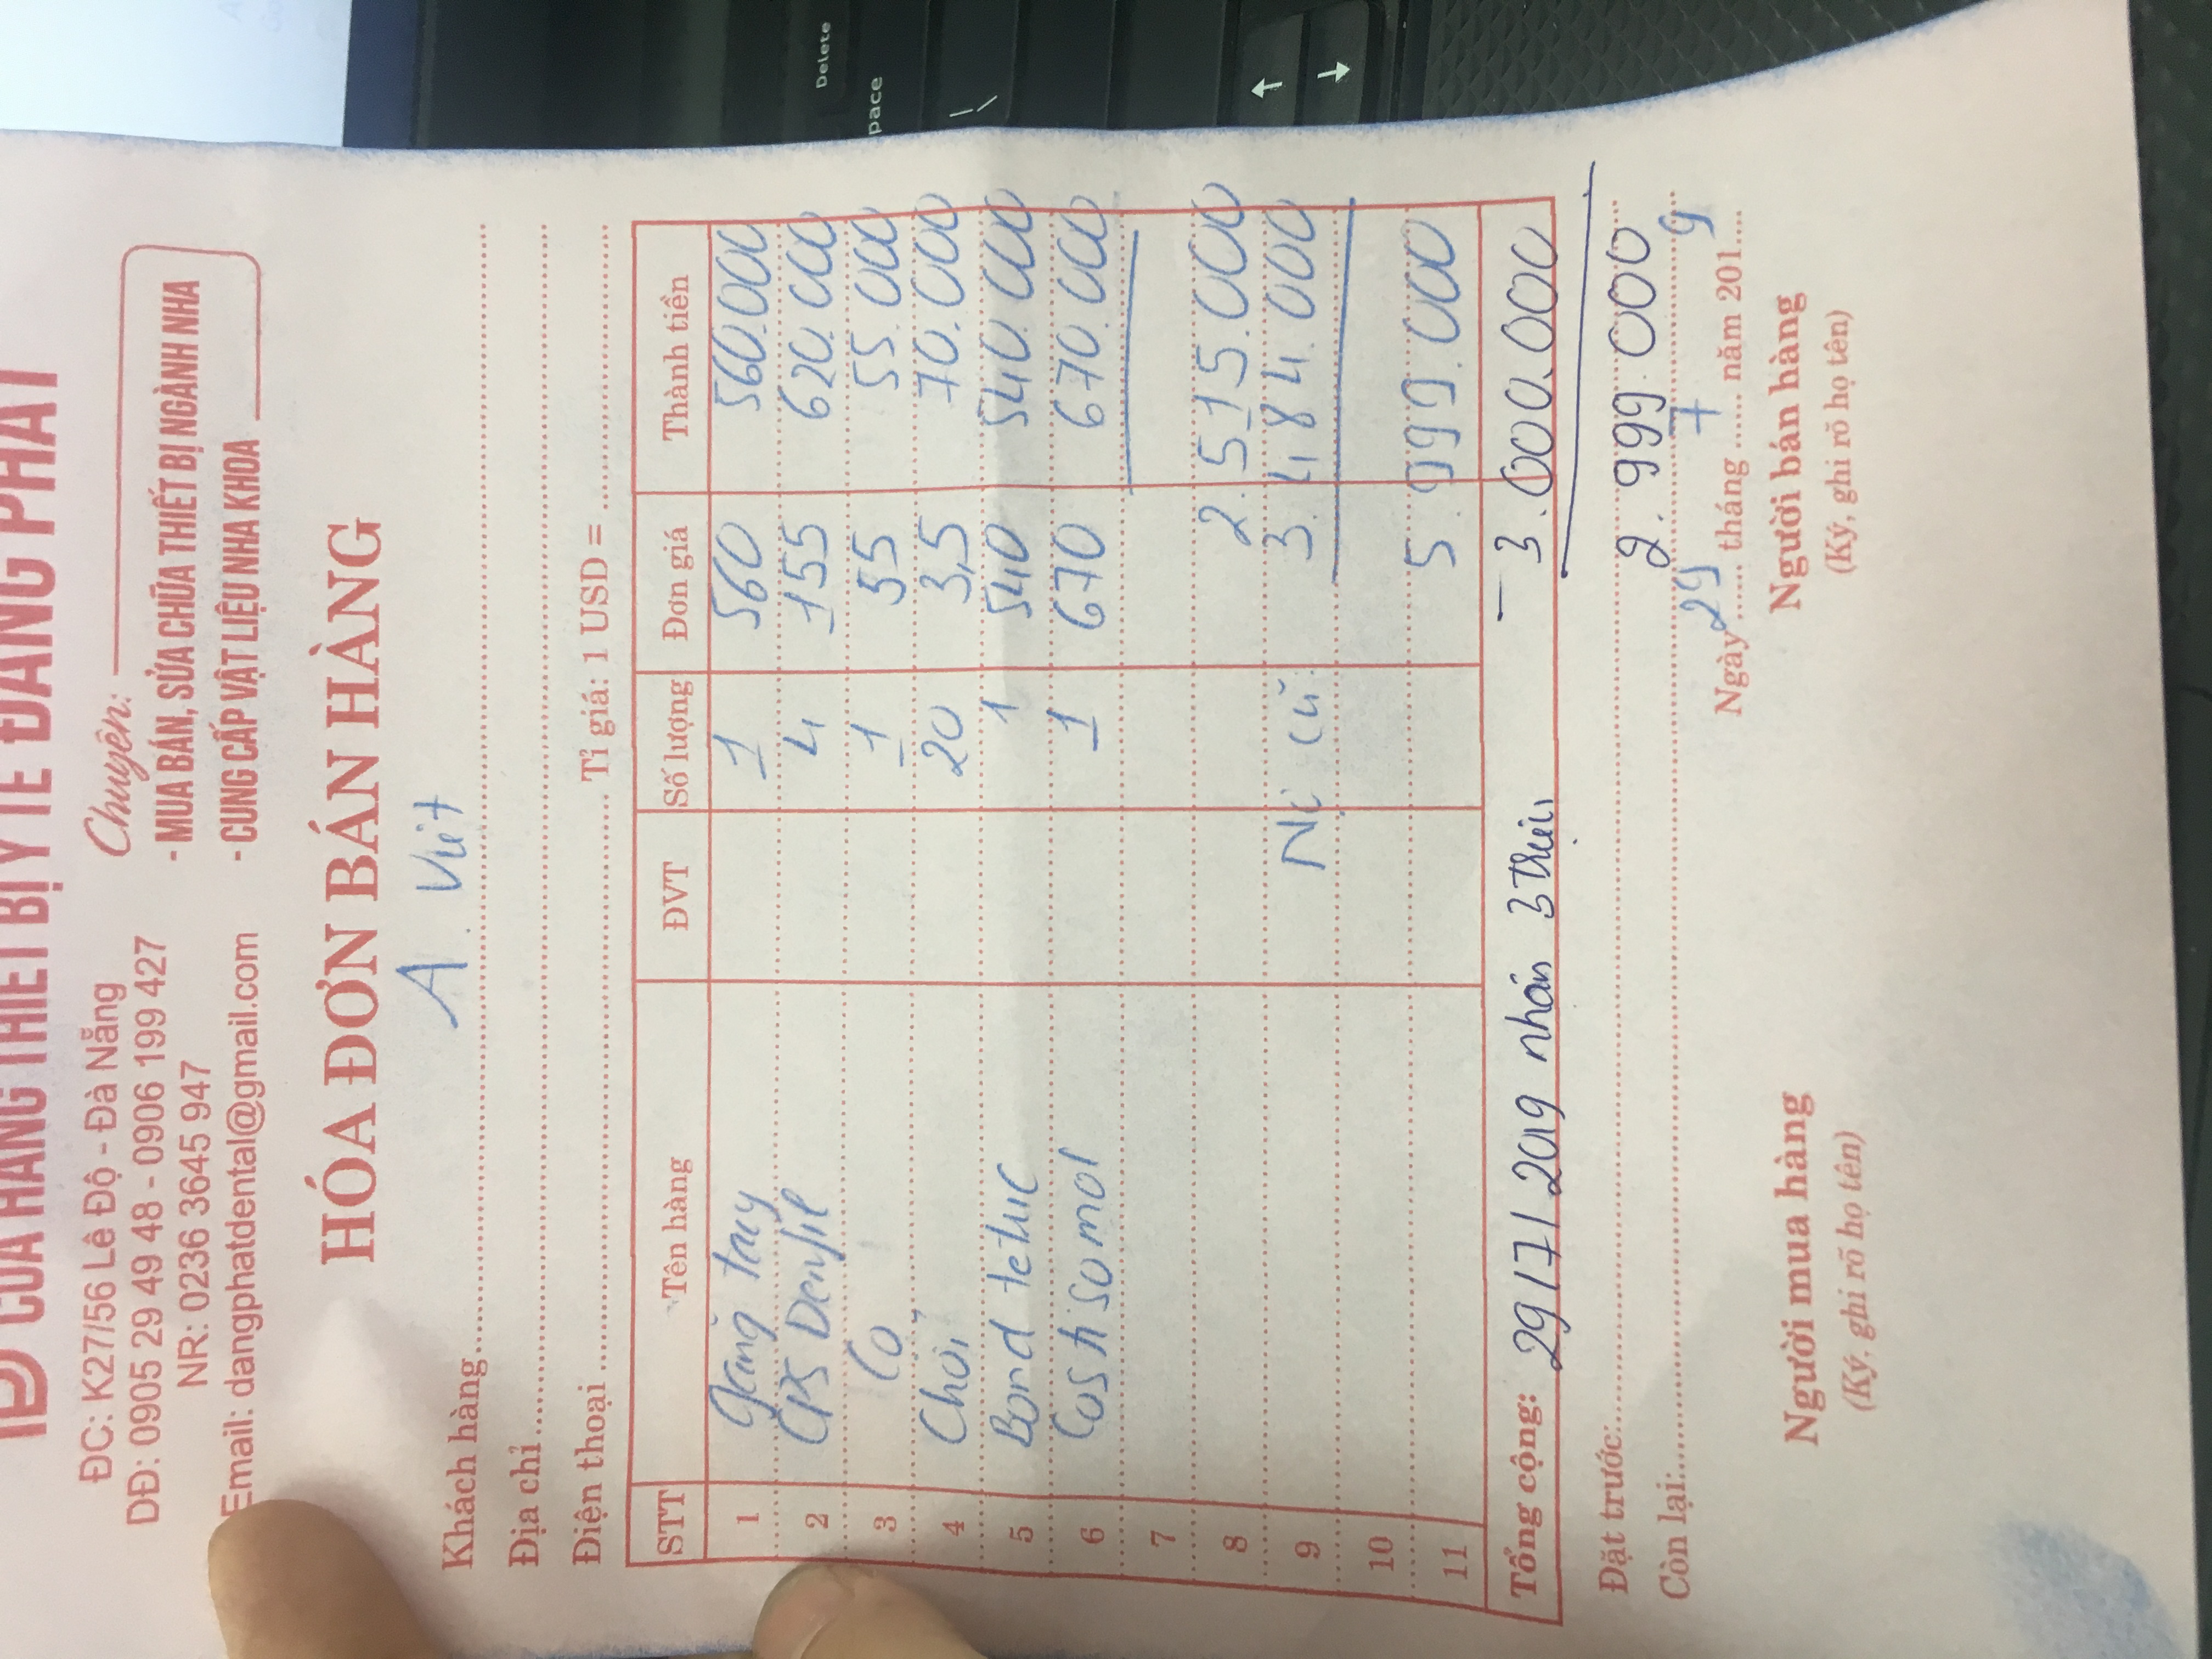 CỬA HÀNG THIẾT BỊ Y TẾ ĐĂNG PHÁT
ĐC: K27/56 Lê Độ - Đà Nẵng
DĐ: 0905 29 49 48 - 0906 199 427
NR: 0236 3645 947
Email: dangphatdental@gmail.com
Chuyên:
- MUA BÁN, SỬA CHỮA THIẾT BỊ NGÀNH NHA
- CUNG CẤP VẬT LIỆU NHA KHOA
HÓA ĐƠN BÁN HÀNG
Khách hàng A. Việt
Địa chỉ
Điện thoại Tỉ giá: 1 USD =
STT Tên hàng ĐVT Số lượng Đơn giá Thành tiền
1 găng tay 1 560 560.000
2 CPS 4 155 620.000
3 Cọ 1 55 55.000
4 Chổi 20 3,5 70.000
5 Bond tetric 1 540 540.000
6 Costisomol 1 670 670.000
7
8 2.515.000
9 Nợ cũ: 3.484.000
10
11 5.999.000
Tổng cộng: 29/7/2019 nhận 3 triệu - 3.000.000
Đặt trước:
2.999.000
Còn lại:
Ngày 29 tháng 7 năm 2019
Người mua hàng Người bán hàng
(Ký, ghi rõ họ tên) (Ký, ghi rõ họ tên)
Delete
pace
\
↑
↓